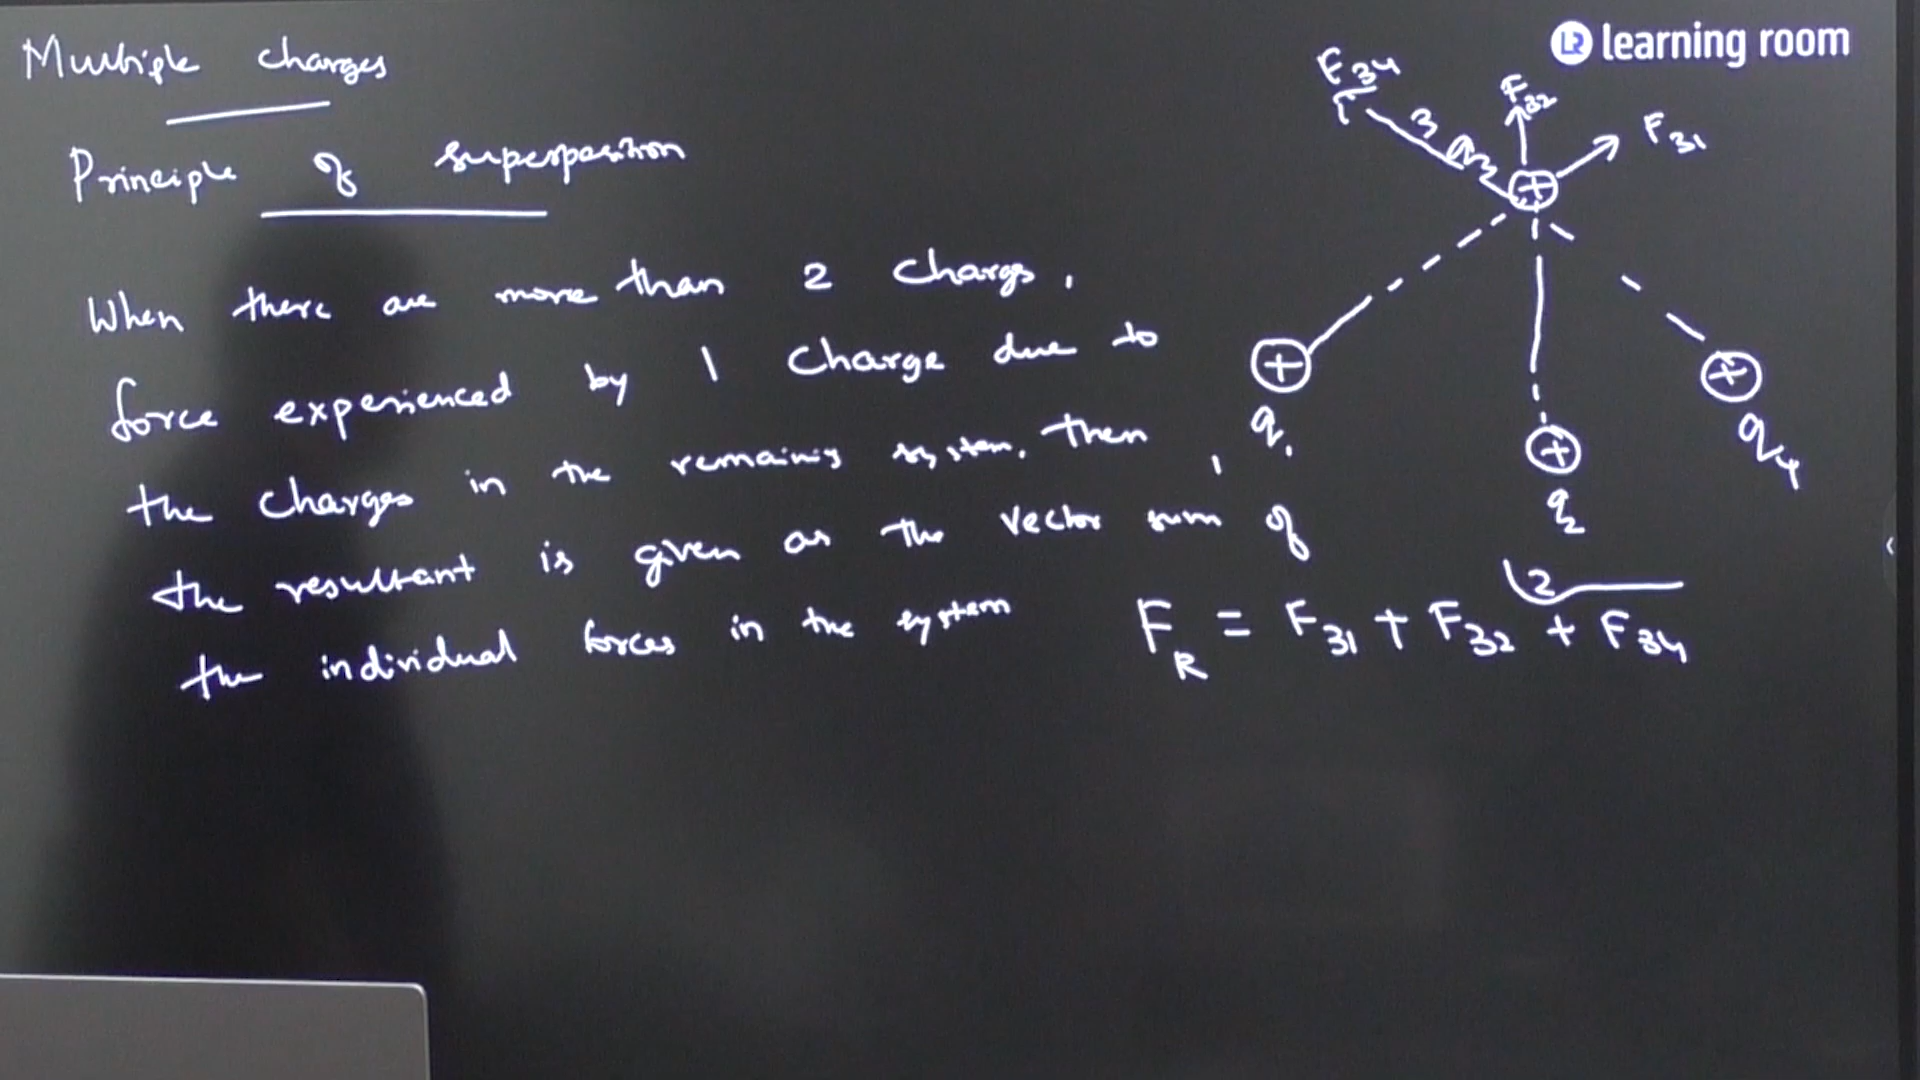 Multiple charges
learning room
Principle of superposition
When there are more than 2 charges,
force experienced by 1 charge due to
the charges in the remaining system, then,
the resultant is given as the vector sum of
the individual forces in the system
F34
F32
F31
q3
q1
q2
q4
FR = F31 + F32 + F34